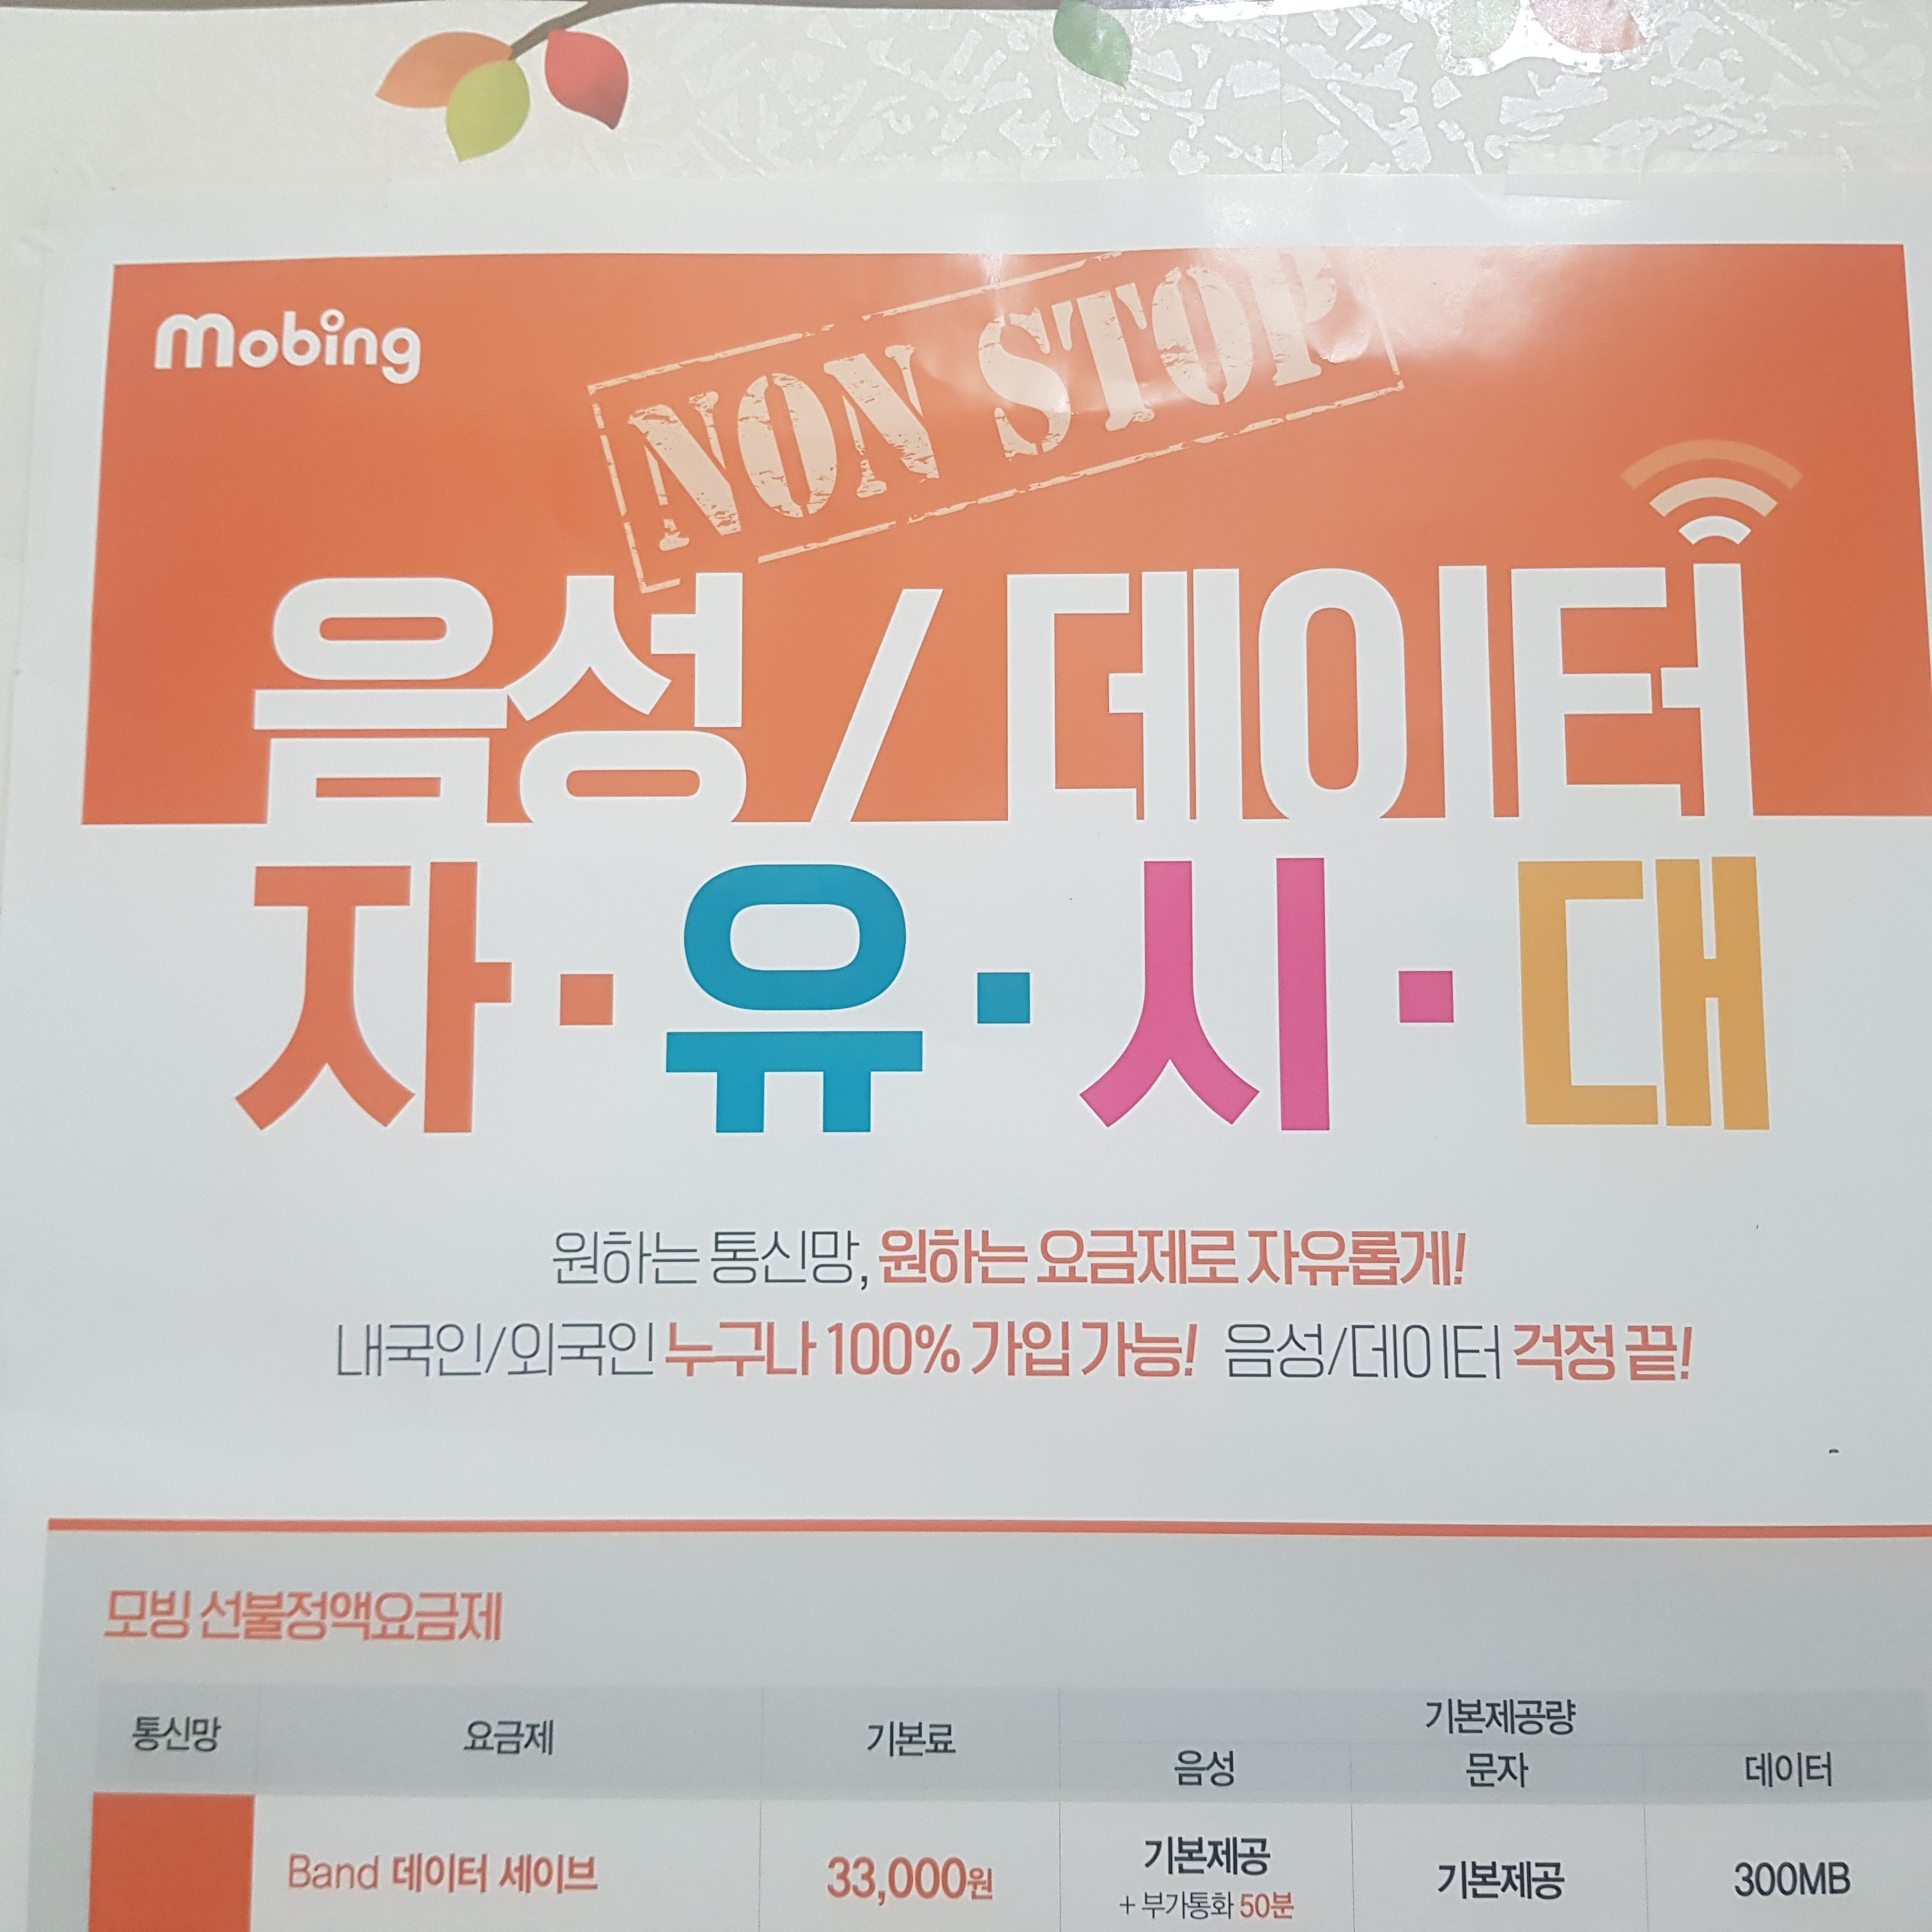 mobing
NON STOP
음성 / 데이터
자·유·시·대
원하는 통신망, 원하는 요금제로 자유롭게!
내국인/외국인 누구나 100% 가입 가능! 음성/데이터 걱정 끝!
모빙 선불정액요금제
통신망 요금제 기본료 기본제공량
음성 문자 데이터
Band 데이터 세이브 33,000원 기본제공 기본제공 300MB
+ 부가통화 50분